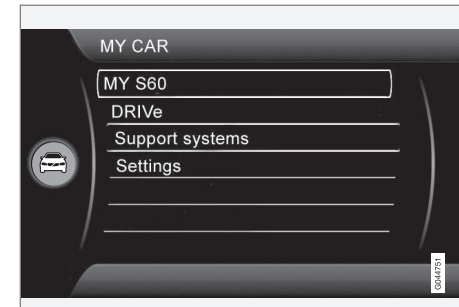 MY CAR
MY S60
DRIVe
Support systems
Settings
G044751